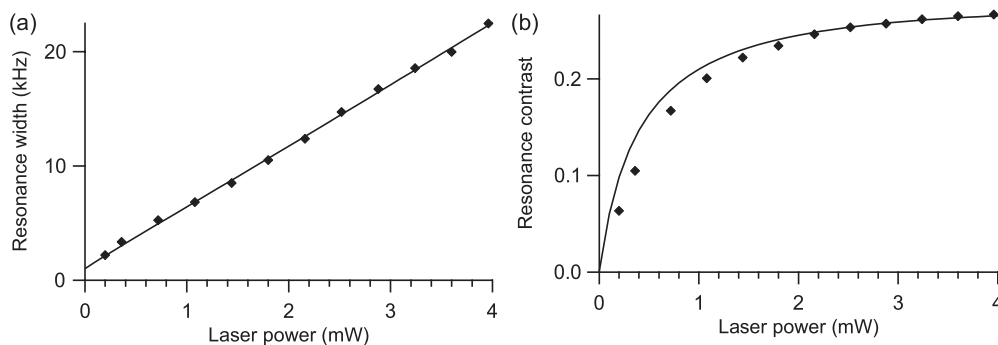 (a)
Resonance width (kHz)
20
10
0
0 1 2 3 4
Laser power (mW)
(b)
Resonance contrast
0.2
0.1
0.0
0 1 2 3 4
Laser power (mW)